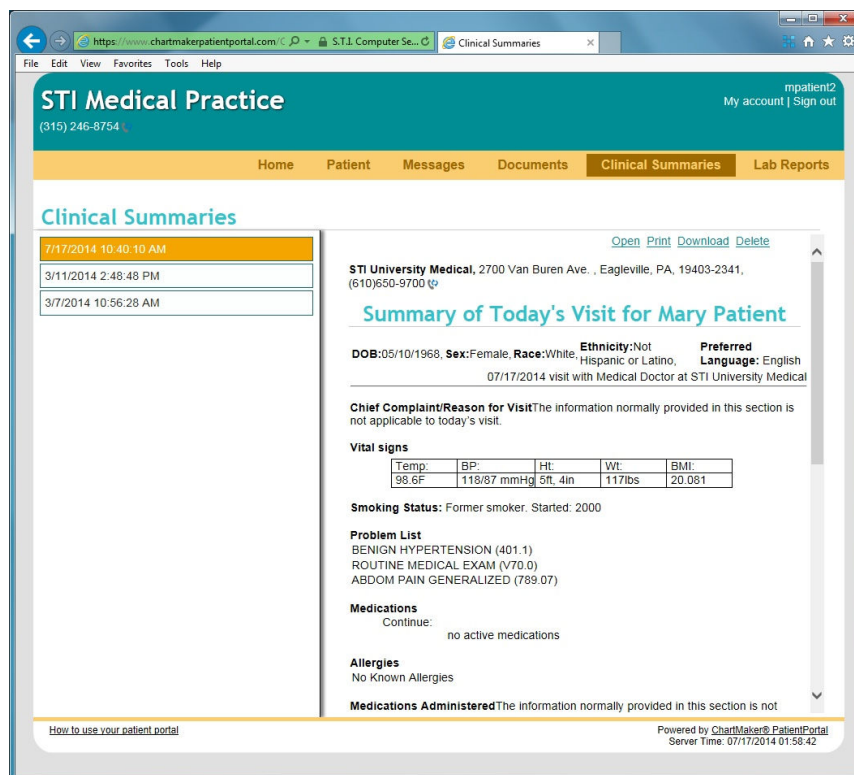 https://www.chartmakerpatientportal.com/C
S.T.I. Computer Se...
Clinical Summaries
File Edit View Favorites Tools Help
STI Medical Practice
(315) 246-8754
mpatient2
My account | Sign out
Home Patient Messages Documents Clinical Summaries Lab Reports
Clinical Summaries
7/17/2014 10:40:10 AM
3/11/2014 2:48:48 PM
3/7/2014 10:56:28 AM
Open Print Download Delete
STI University Medical, 2700 Van Buren Ave. , Eagleville, PA, 19403-2341,
(610)650-9700
Summary of Today's Visit for Mary Patient
DOB:05/10/1968, Sex:Female, Race:White, Ethnicity:Not Hispanic or Latino, Preferred Language: English
07/17/2014 visit with Medical Doctor at STI University Medical
Chief Complaint/Reason for VisitThe information normally provided in this section is
not applicable to today's visit.
Vital signs
Temp: BP: Ht: Wt: BMI:
98.6F 118/87 mmHg 5ft, 4in 117lbs 20.081
Smoking Status: Former smoker. Started: 2000
Problem List
BENIGN HYPERTENSION (401.1)
ROUTINE MEDICAL EXAM (V70.0)
ABDOM PAIN GENERALIZED (789.07)
Medications
Continue:
no active medications
Allergies
No Known Allergies
Medications AdministeredThe information normally provided in this section is not
How to use your patient portal
Powered by ChartMaker® PatientPortal
Server Time: 07/17/2014 01:58:42